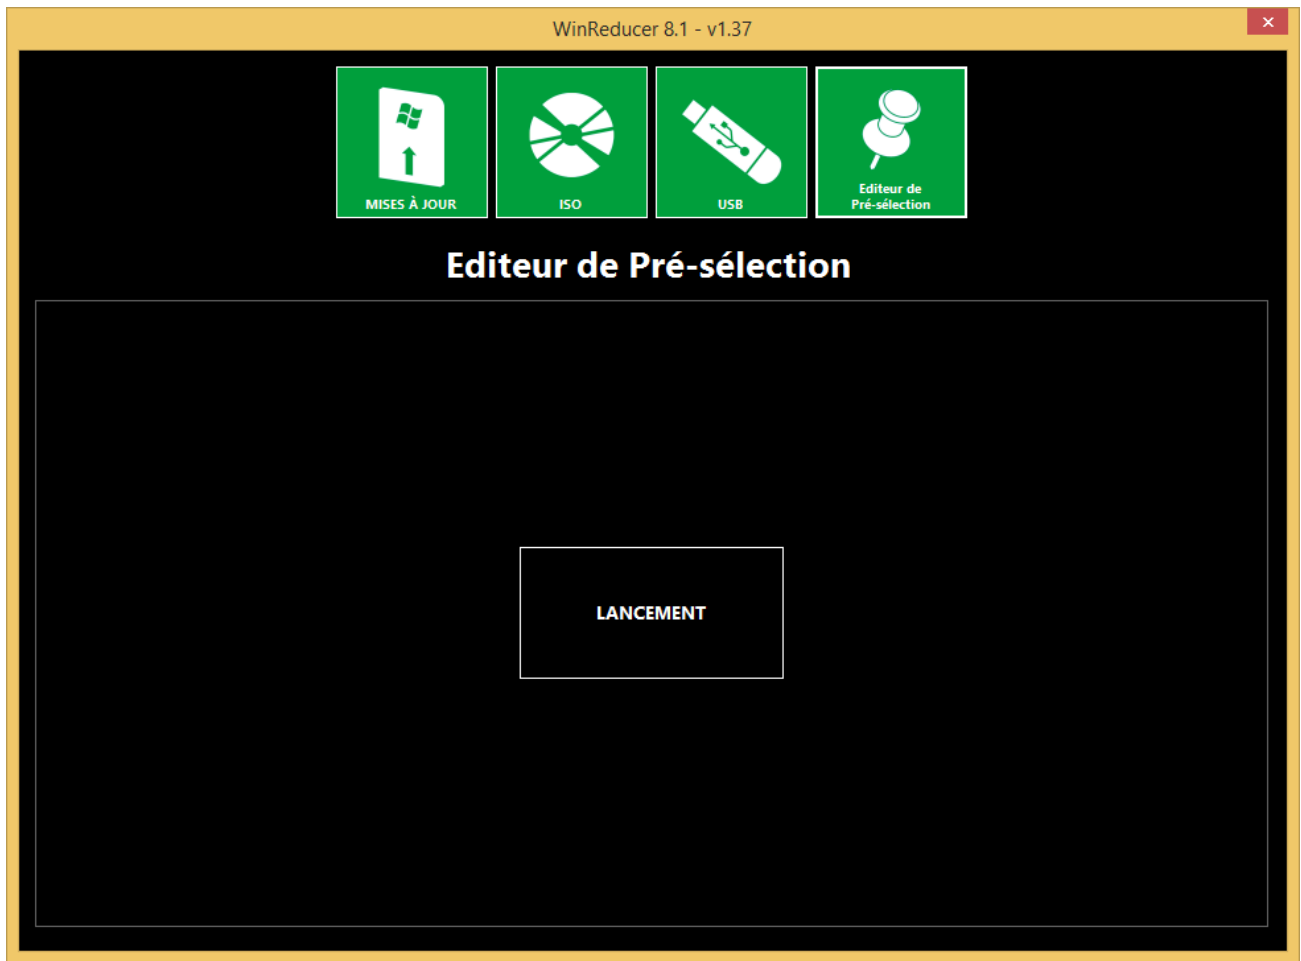 WinReducer 8.1 - v1.37
MISES À JOUR
ISO
USB
Editeur de
Pré-sélection
Editeur de Pré-sélection
LANCEMENT